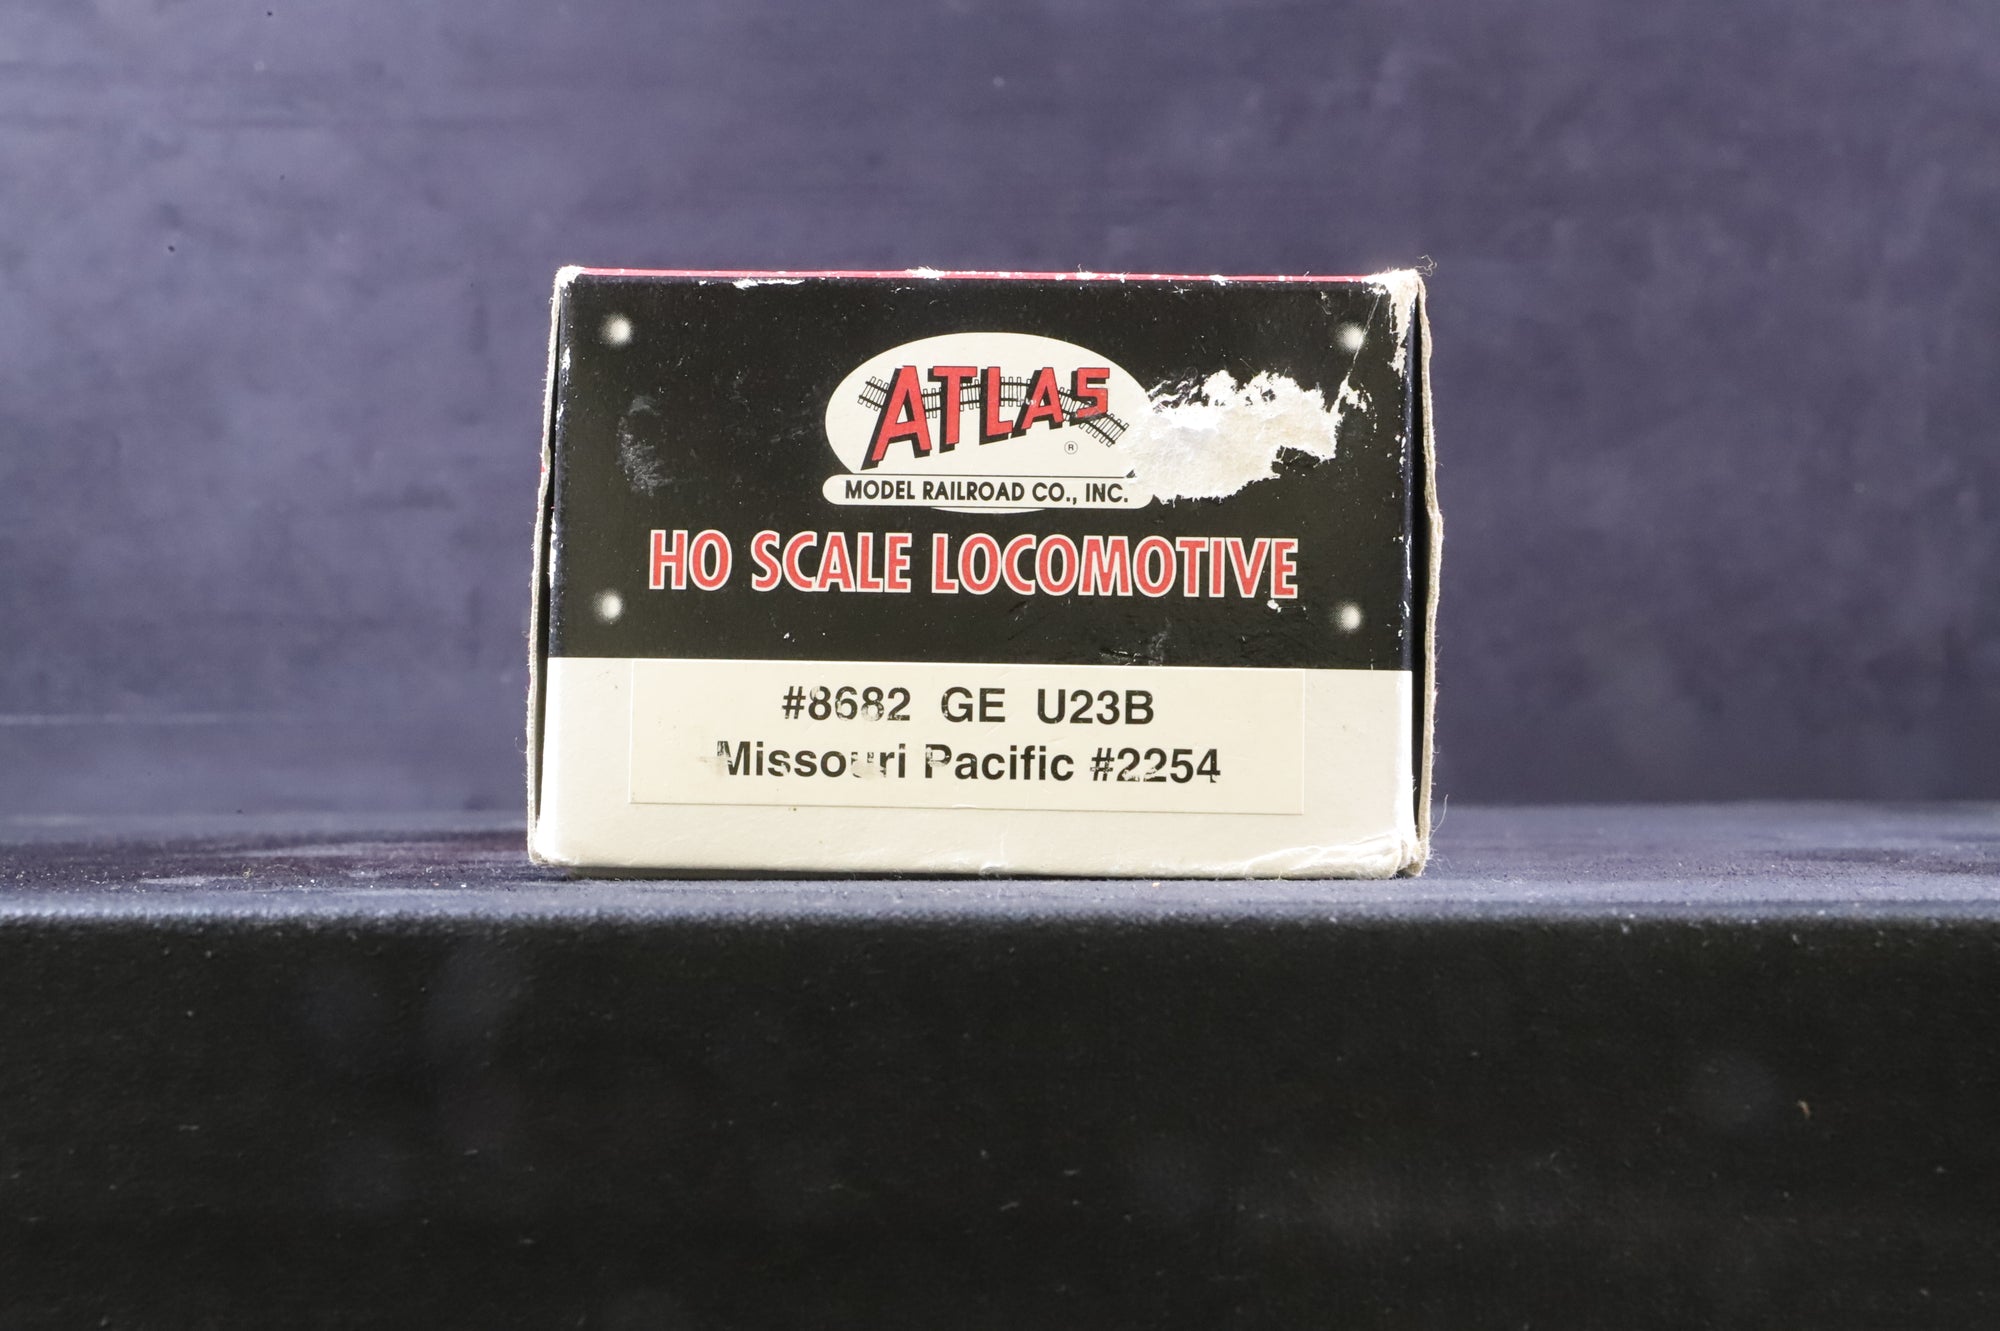 ATLAS ®
MODEL RAILROAD CO., INC.
HO SCALE LOCOMOTIVE
#8682 GE U23B
Missouri Pacific #2254